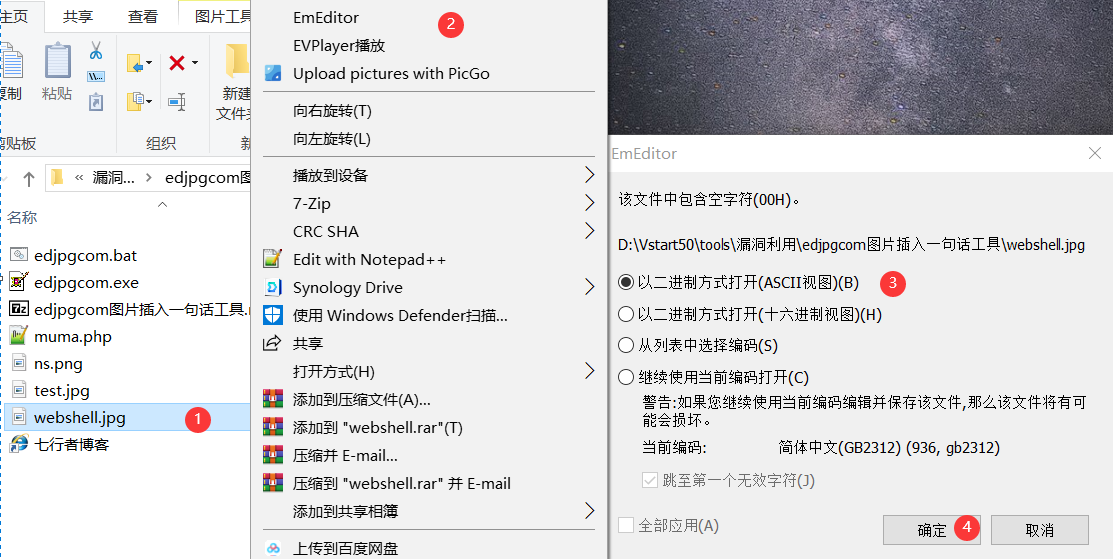 主页 共享 查看 图片工具
复制
粘贴
新建
文件夹
剪贴板
组织
新
« 漏洞... › edjpgcom图
名称
edjpgcom.bat
edjpgcom.exe
edjpgcom图片插入一句话工具.r
muma.php
ns.png
test.jpg
webshell.jpg
1
七行者博客
EmEditor
2
EVPlayer播放
Upload pictures with PicGo
向右旋转(T)
向左旋转(L)
播放到设备
7-Zip
CRC SHA
Edit with Notepad++
Synology Drive
使用 Windows Defender扫描...
共享
打开方式(H)
添加到压缩文件(A)...
添加到 "webshell.rar"(T)
压缩并 E-mail...
压缩到 "webshell.rar" 并 E-mail
添加到共享相簿
上传到百度网盘
EmEditor
该文件中包含空字符(00H)。
D:\Vstart50\tools\漏洞利用\edjpgcom图片插入一句话工具\webshell.jpg
以二进制方式打开(ASCII视图)(B)
3
以二进制方式打开(十六进制视图)(H)
从列表中选择编码(S)
继续使用当前编码打开(C)
警告:如果您继续使用当前编码编辑并保存该文件,那么该文件将有可
能会损坏。
当前编码: 简体中文(GB2312) (936, gb2312)
跳至第一个无效字符(J)
全部应用(A)
确定
4
取消